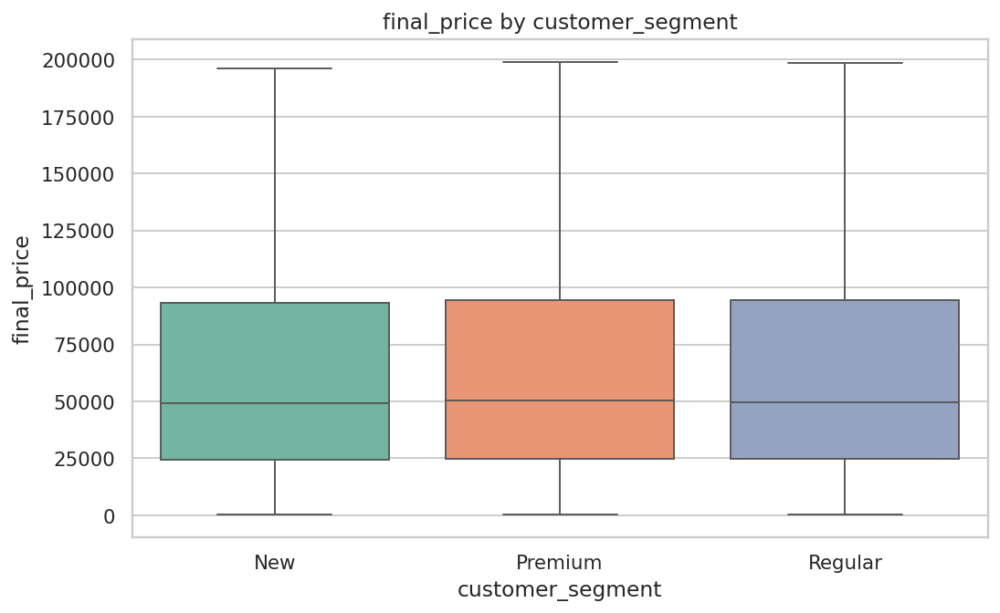 final_price by customer_segment
200000
175000
150000
125000
100000
75000
50000
25000
0
final_price
New Premium Regular
customer_segment